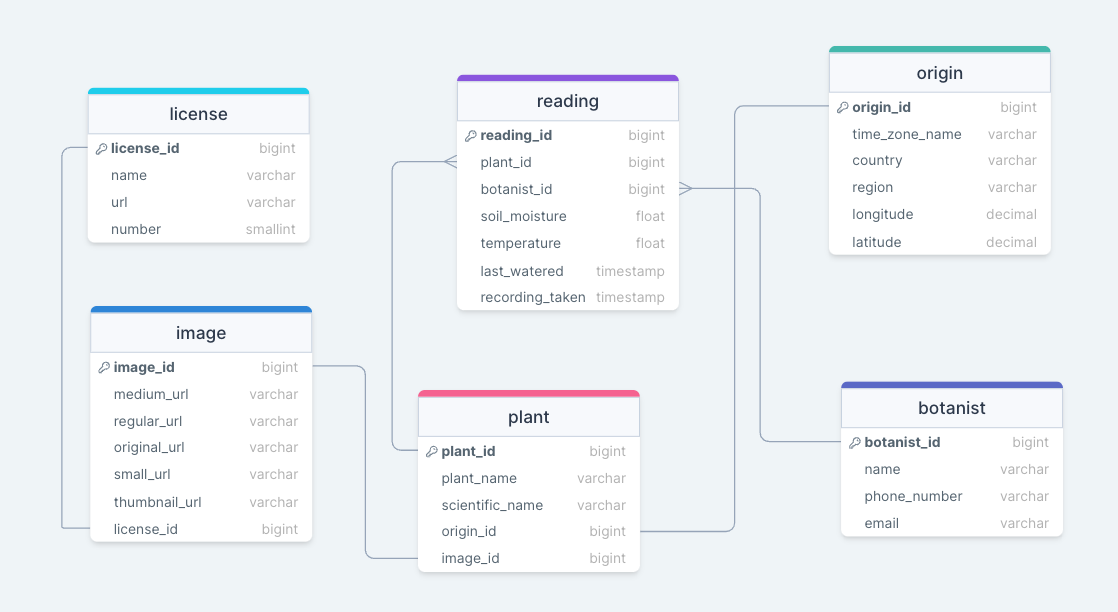 license
license_id bigint
name varchar
url varchar
number smallint
image
image_id bigint
medium_url varchar
regular_url varchar
original_url varchar
small_url varchar
thumbnail_url varchar
license_id bigint
reading
reading_id bigint
plant_id bigint
botanist_id bigint
soil_moisture float
temperature float
last_watered timestamp
recording_taken timestamp
plant
plant_id bigint
plant_name varchar
scientific_name varchar
origin_id bigint
image_id bigint
origin
origin_id bigint
time_zone_name varchar
country varchar
region varchar
longitude decimal
latitude decimal
botanist
botanist_id bigint
name varchar
phone_number varchar
email varchar